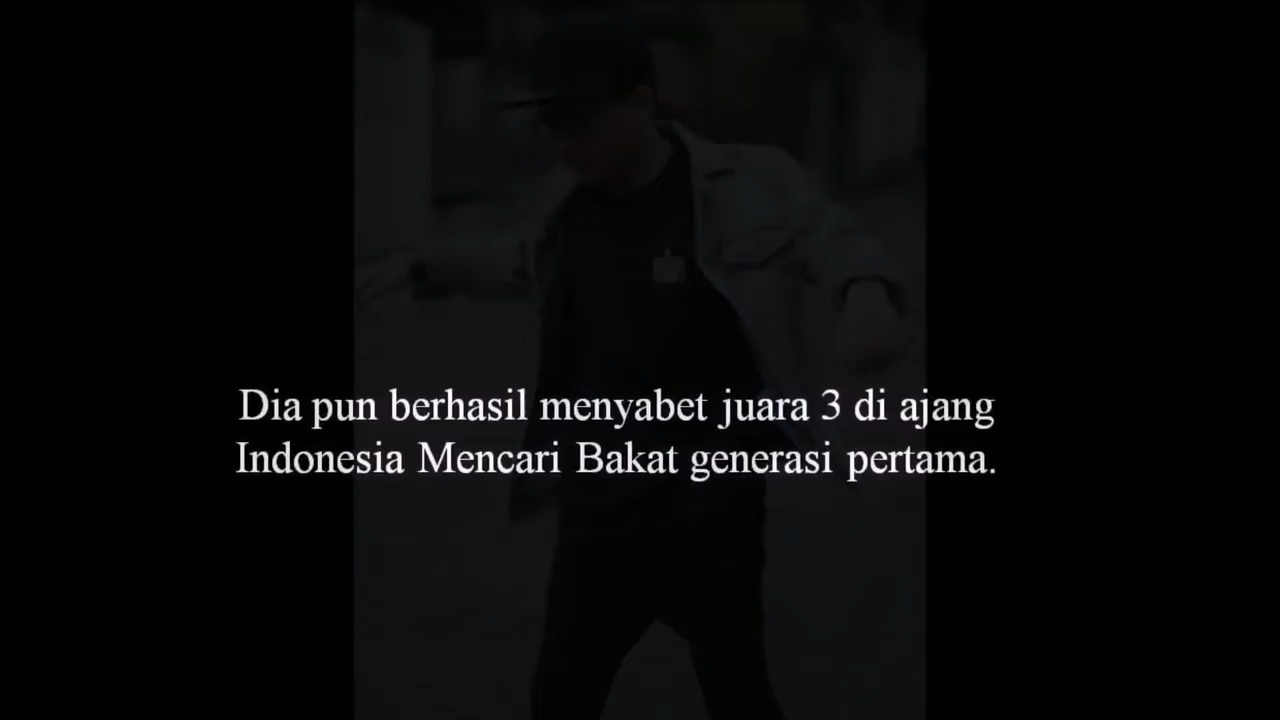 Dia pun berhasil menyabet juara 3 di ajang
Indonesia Mencari Bakat generasi pertama.